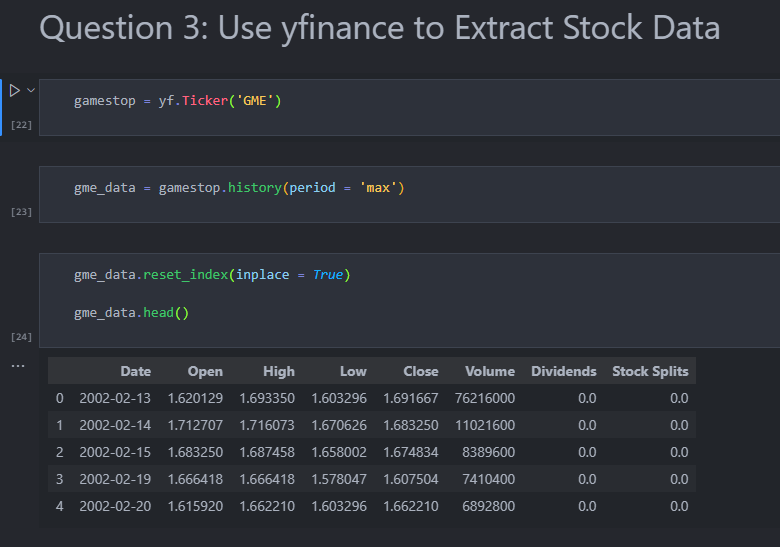 Question 3: Use yfinance to Extract Stock Data
gamestop = yf.Ticker('GME')
[22]
gme_data = gamestop.history(period = 'max')
[23]
gme_data.reset_index(inplace = True)
gme_data.head()
[24]
...
Date Open High Low Close Volume Dividends Stock Splits
0 2002-02-13 1.620129 1.693350 1.603296 1.691667 76216000 0.0 0.0
1 2002-02-14 1.712707 1.716073 1.670626 1.683250 11021600 0.0 0.0
2 2002-02-15 1.683250 1.687458 1.658002 1.674834 8389600 0.0 0.0
3 2002-02-19 1.666418 1.666418 1.578047 1.607504 7410400 0.0 0.0
4 2002-02-20 1.615920 1.662210 1.603296 1.662210 6892800 0.0 0.0